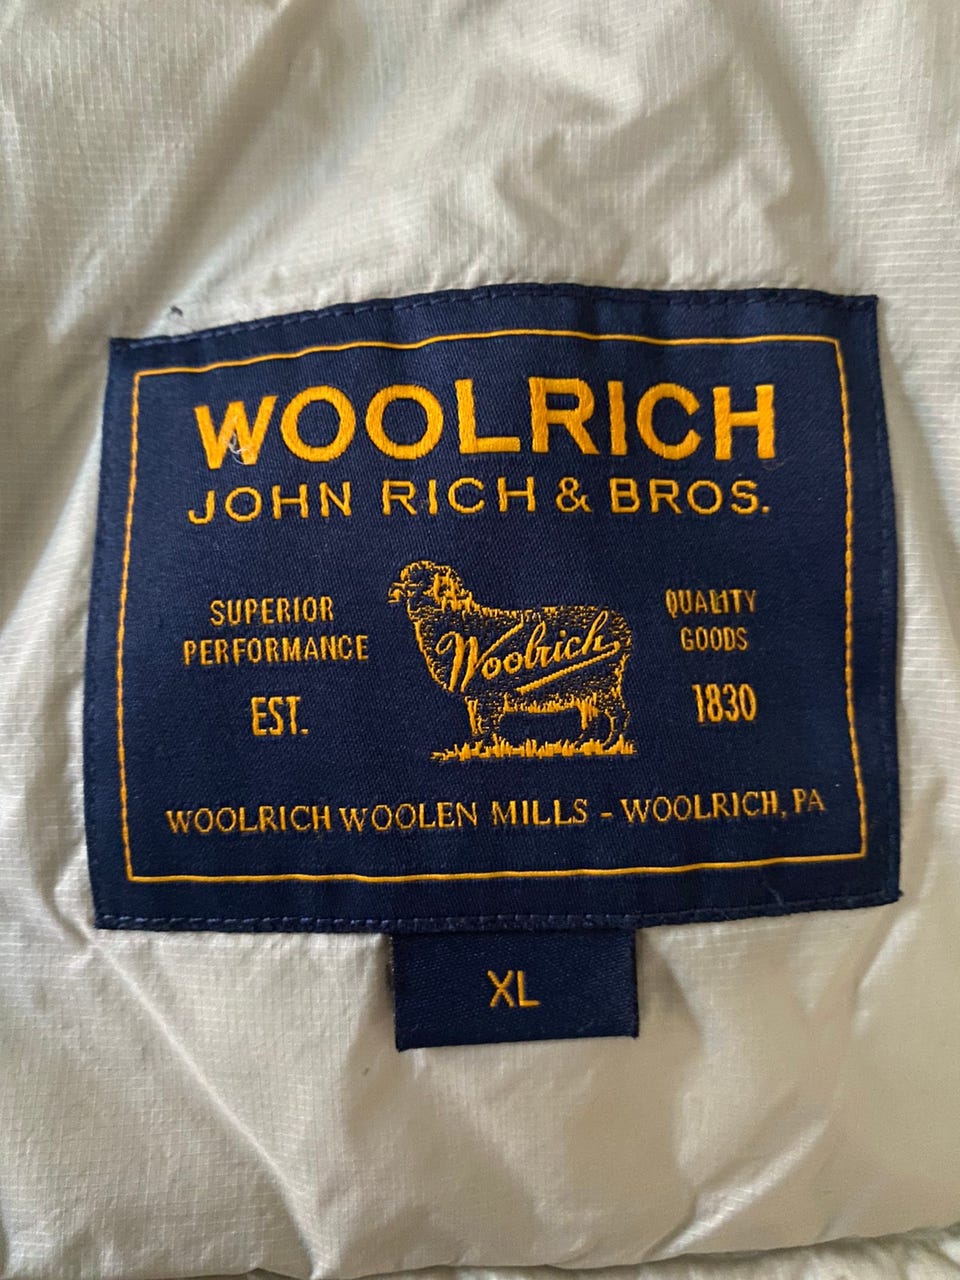 WOOLRICH
JOHN RICH & BROS.
SUPERIOR
PERFORMANCE
EST.
Woolrich
QUALITY
GOODS
1830
WOOLRICH WOOLEN MILLS - WOOLRICH, PA
XL